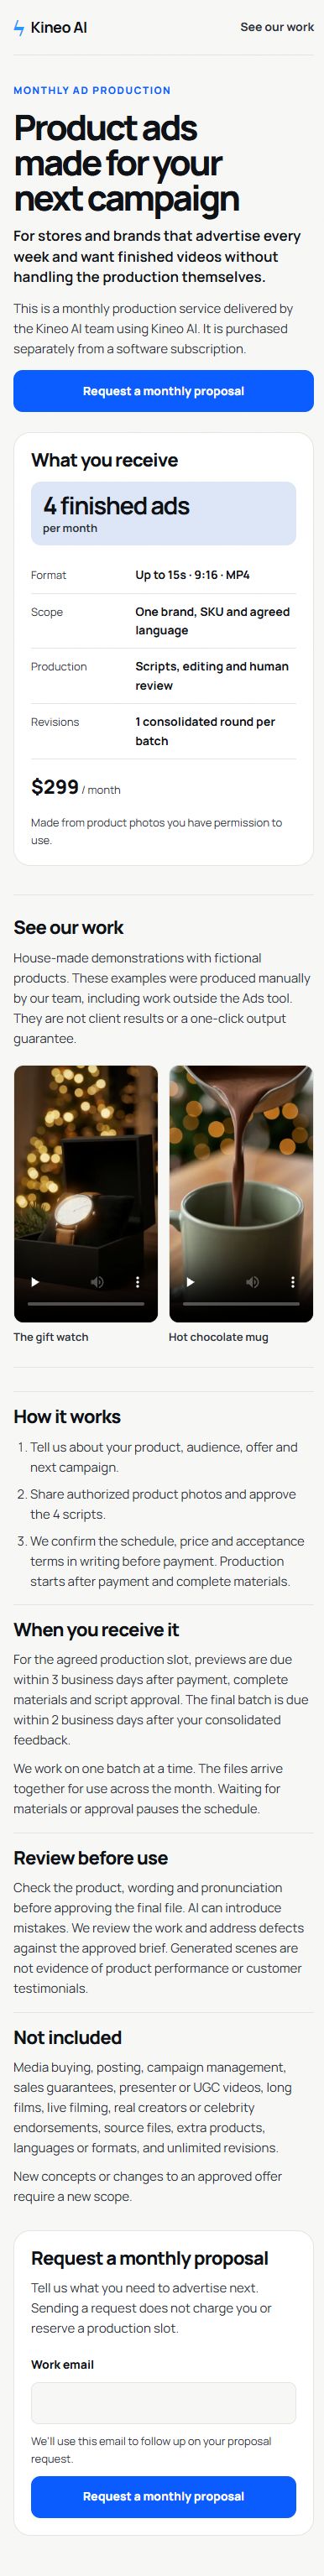 Kineo AI
See our work
MONTHLY AD PRODUCTION
Product ads
made for your
next campaign
For stores and brands that advertise every
week and want finished videos without
handling the production themselves.
This is a monthly production service delivered by
the Kineo AI team using Kineo AI. It is purchased
separately from a software subscription.
Request a monthly proposal
What you receive
4 finished ads
per month
Format
Up to 15s · 9:16 · MP4
Scope
One brand, SKU and agreed
language
Production
Scripts, editing and human
review
Revisions
1 consolidated round per
batch
$299 / month
Made from product photos you have permission to
use.
See our work
House-made demonstrations with fictional
products. These examples were produced manually
by our team, including work outside the Ads tool.
They are not client results or a one-click output
guarantee.
The gift watch
Hot chocolate mug
How it works
1. Tell us about your product, audience, offer and
next campaign.
2. Share authorized product photos and approve
the 4 scripts.
3. We confirm the schedule, price and acceptance
terms in writing before payment. Production
starts after payment and complete materials.
When you receive it
For the agreed production slot, previews are due
within 3 business days after payment, complete
materials and script approval. The final batch is due
within 2 business days after your consolidated
feedback.
We work on one batch at a time. The files arrive
together for use across the month. Waiting for
materials or approval pauses the schedule.
Review before use
Check the product, wording and pronunciation
before approving the final file. AI can introduce
mistakes. We review the work and address defects
against the approved brief. Generated scenes are
not evidence of product performance or customer
testimonials.
Not included
Media buying, posting, campaign management,
sales guarantees, presenter or UGC videos, long
films, live filming, real creators or celebrity
endorsements, source files, extra products,
languages or formats, and unlimited revisions.
New concepts or changes to an approved offer
require a new scope.
Request a monthly proposal
Tell us what you need to advertise next.
Sending a request does not charge you or
reserve a production slot.
Work email
We'll use this email to follow up on your proposal
request.
Request a monthly proposal